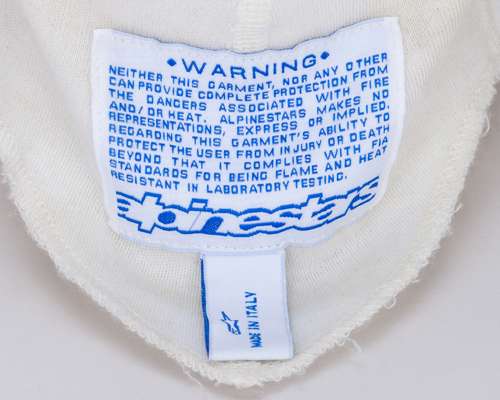 •WARNING•
NEITHER THIS GARMENT, NOR ANY OTHER
CAN PROVIDE COMPLETE PROTECTION FROM
THE DANGERS ASSOCIATED WITH FIRE
AND/OR HEAT. ALPINESTARS MAKES NO
REPRESENTATIONS, EXPRESS OR IMPLIED,
REGARDING THIS GARMENT'S ABILITY TO
PROTECT THE USER FROM INJURY OR DEATH
BEYOND THAT IT COMPLIES WITH FIA
STANDARDS FOR BEING FLAME AND HEAT
RESISTANT IN LABORATORY TESTING.
alpinestars
MADE IN ITALY